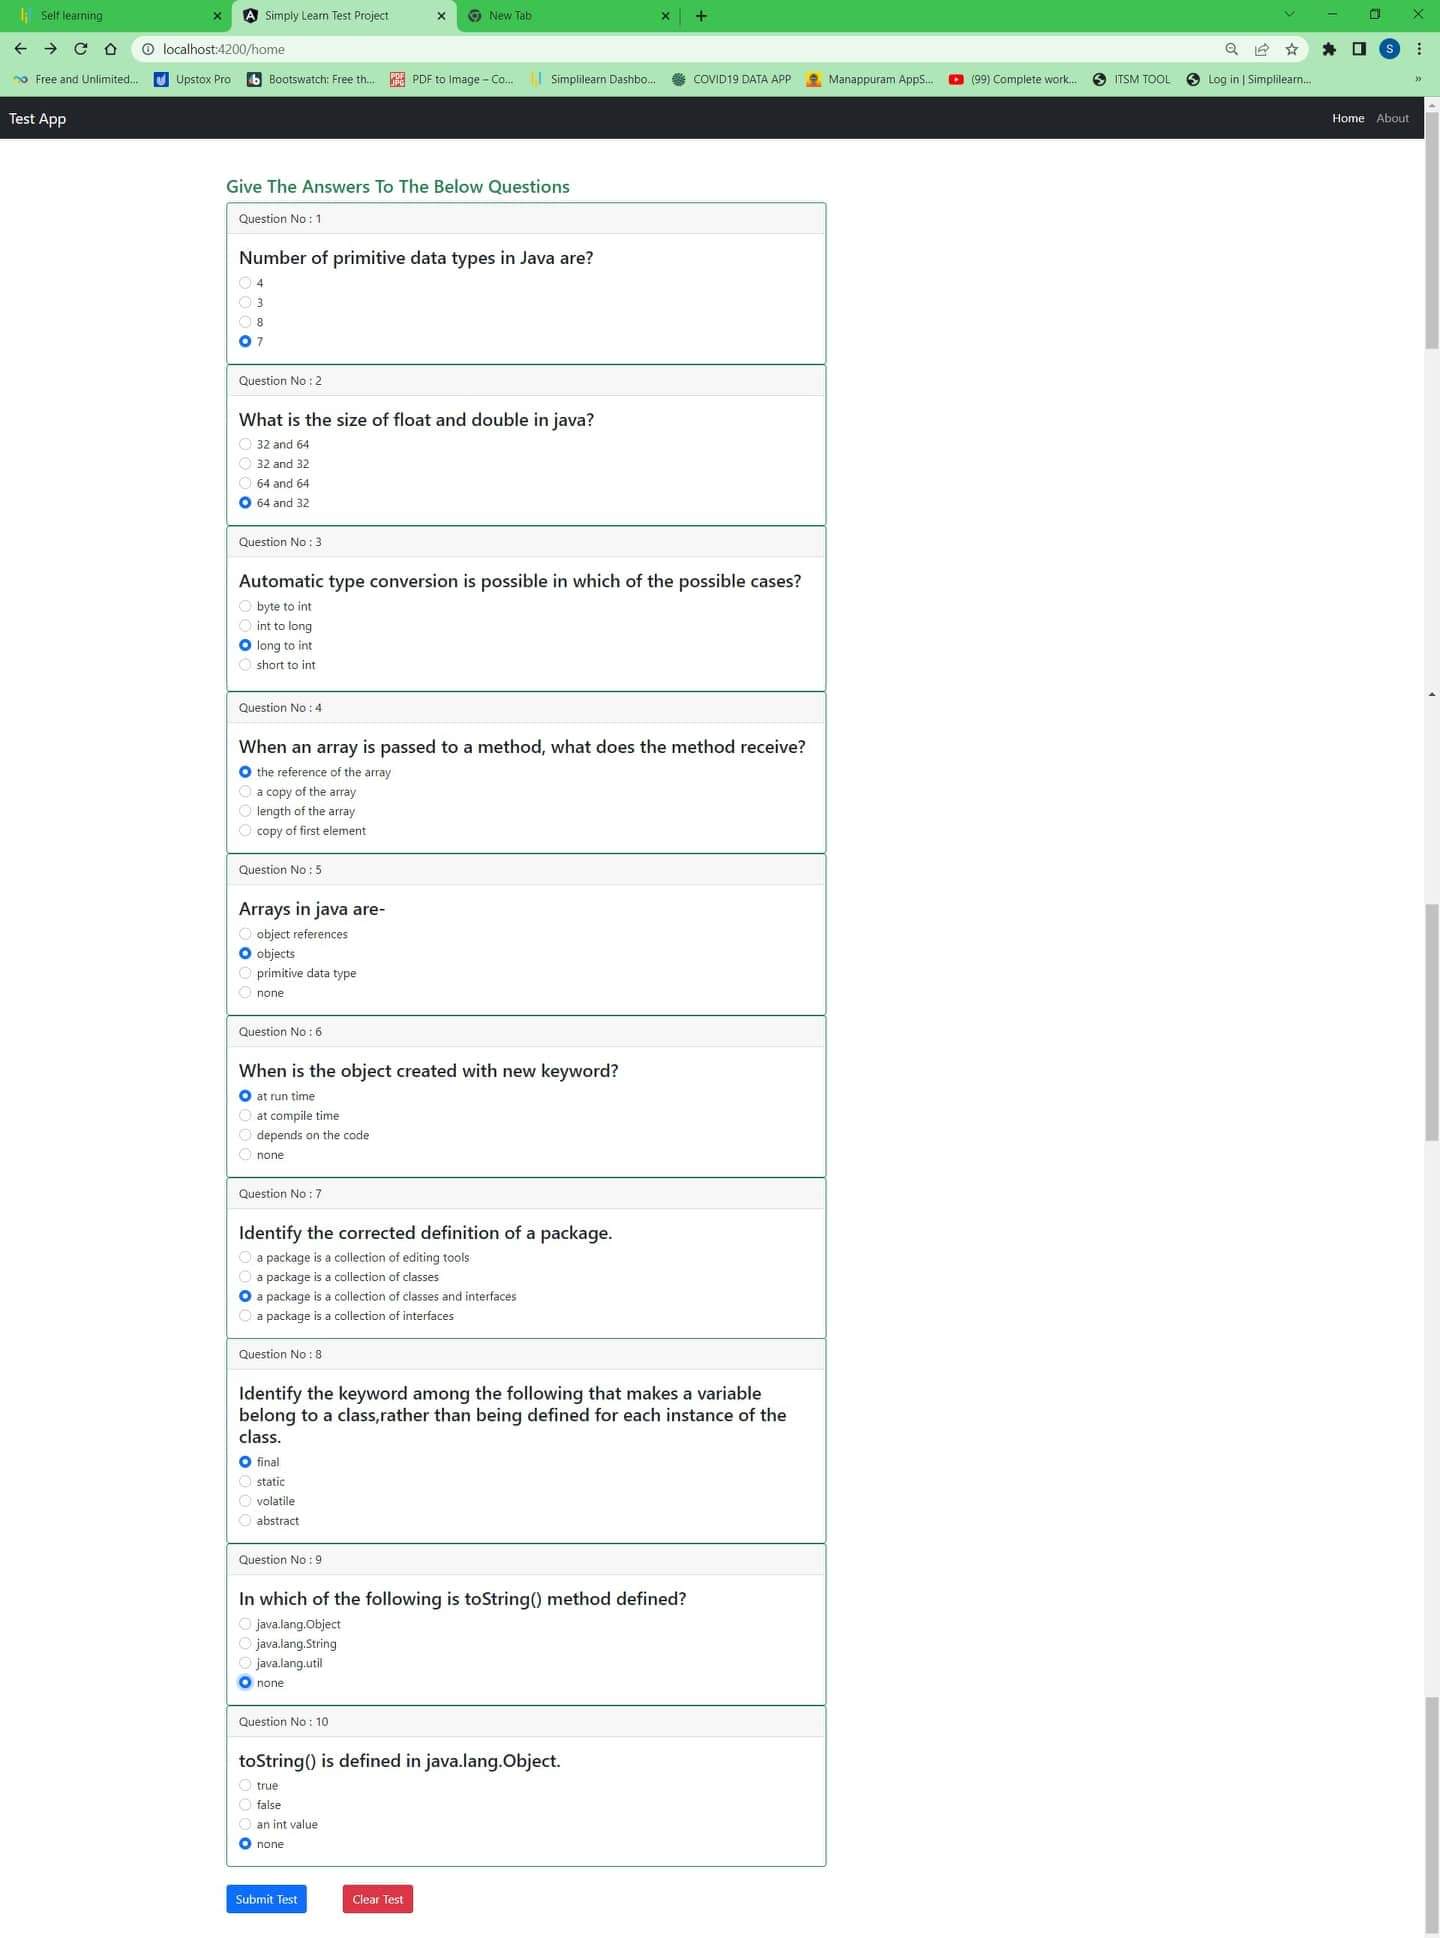 Self learning
Simply Learn Test Project
New Tab
localhost:4200/home
Free and Unlimited...
Upstox Pro
Bootswatch: Free th...
PDF to Image – Co...
Simplilearn Dashbo...
COVID19 DATA APP
Manappuram AppS...
(99) Complete work...
ITSM TOOL
Log in | Simplilearn...
»
Test App
Home
About
Give The Answers To The Below Questions
Question No : 1
Number of primitive data types in Java are?
4
3
8
7
Question No : 2
What is the size of float and double in java?
32 and 64
32 and 32
64 and 64
64 and 32
Question No : 3
Automatic type conversion is possible in which of the possible cases?
byte to int
int to long
long to int
short to int
Question No : 4
When an array is passed to a method, what does the method receive?
the reference of the array
a copy of the array
length of the array
copy of first element
Question No : 5
Arrays in java are-
object references
objects
primitive data type
none
Question No : 6
When is the object created with new keyword?
at run time
at compile time
depends on the code
none
Question No : 7
Identify the corrected definition of a package.
a package is a collection of editing tools
a package is a collection of classes
a package is a collection of classes and interfaces
a package is a collection of interfaces
Question No : 8
Identify the keyword among the following that makes a variable
belong to a class,rather than being defined for each instance of the
class.
final
static
volatile
abstract
Question No : 9
In which of the following is toString() method defined?
java.lang.Object
java.lang.String
java.lang.util
none
Question No : 10
toString() is defined in java.lang.Object.
true
false
an int value
none
Submit Test
Clear Test